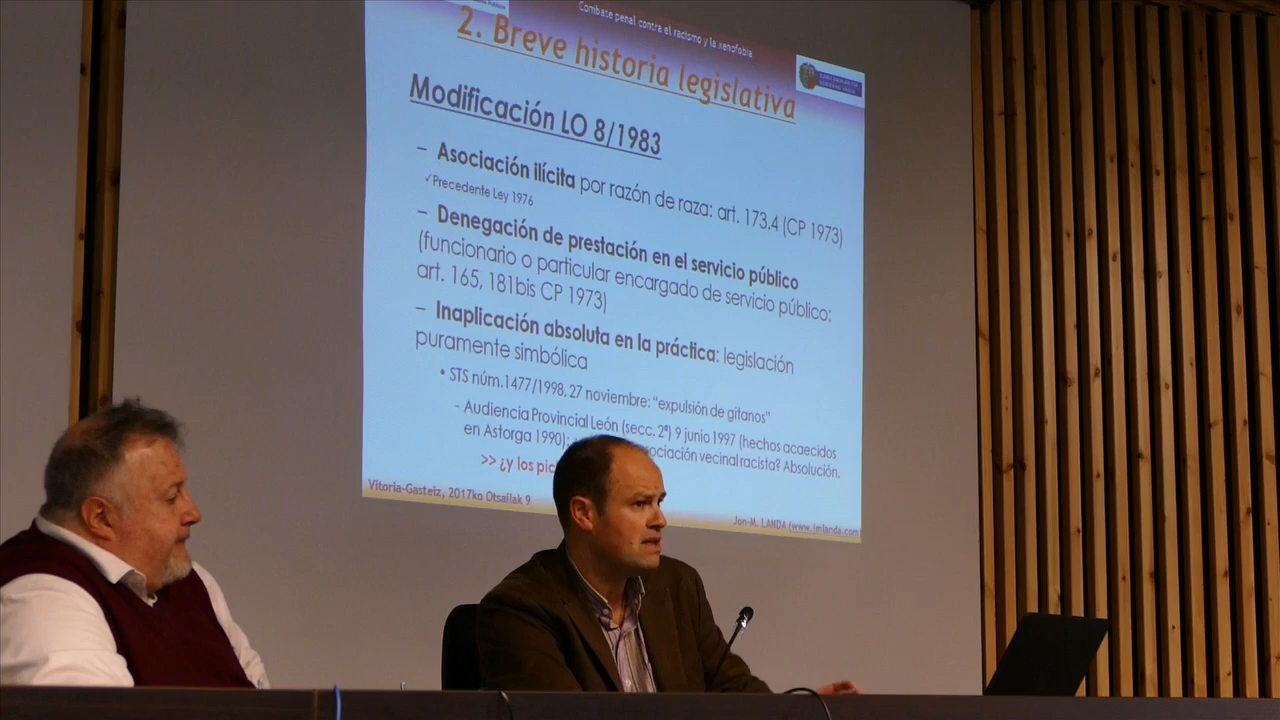 Combate penal contra el racismo y la xenofobia
2. Breve historia legislativa
Modificación LO 8/1983
– Asociación ilícita por razón de raza: art. 173.4 (CP 1973)
✓Precedente Ley 1976
– Denegación de prestación en el servicio público
(funcionario o particular encargado de servicio público:
art. 165, 181bis CP 1973)
– Inaplicación absoluta en la práctica: legislación
puramente simbólica
• STS núm.1477/1998, 27 noviembre: “expulsión de gitanos”
- Audiencia Provincial León (secc. 2ª) 9 junio 1997 (hechos acaecidos
en Astorga 1990): asociación vecinal racista? Absolución.
>> ¿y los
Vitoria-Gasteiz, 2017ko Otsailak 9
Jon-M. LANDA (www.jmlanda.com